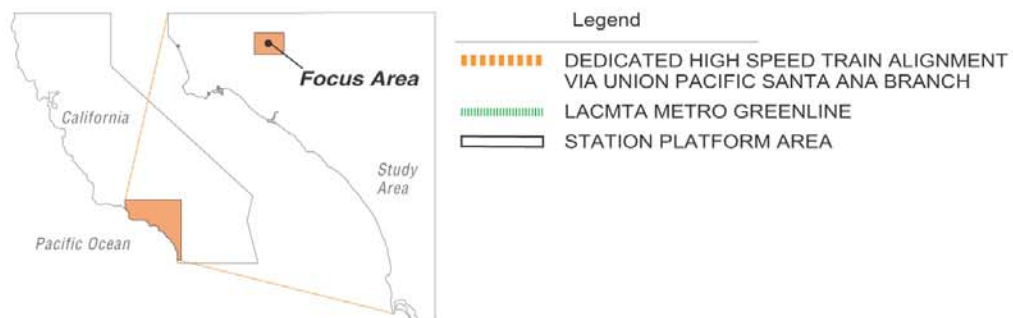 Focus Area
California
Study
Area
Pacific Ocean
Legend
DEDICATED HIGH SPEED TRAIN ALIGNMENT
VIA UNION PACIFIC SANTA ANA BRANCH
LACMTA METRO GREENLINE
STATION PLATFORM AREA